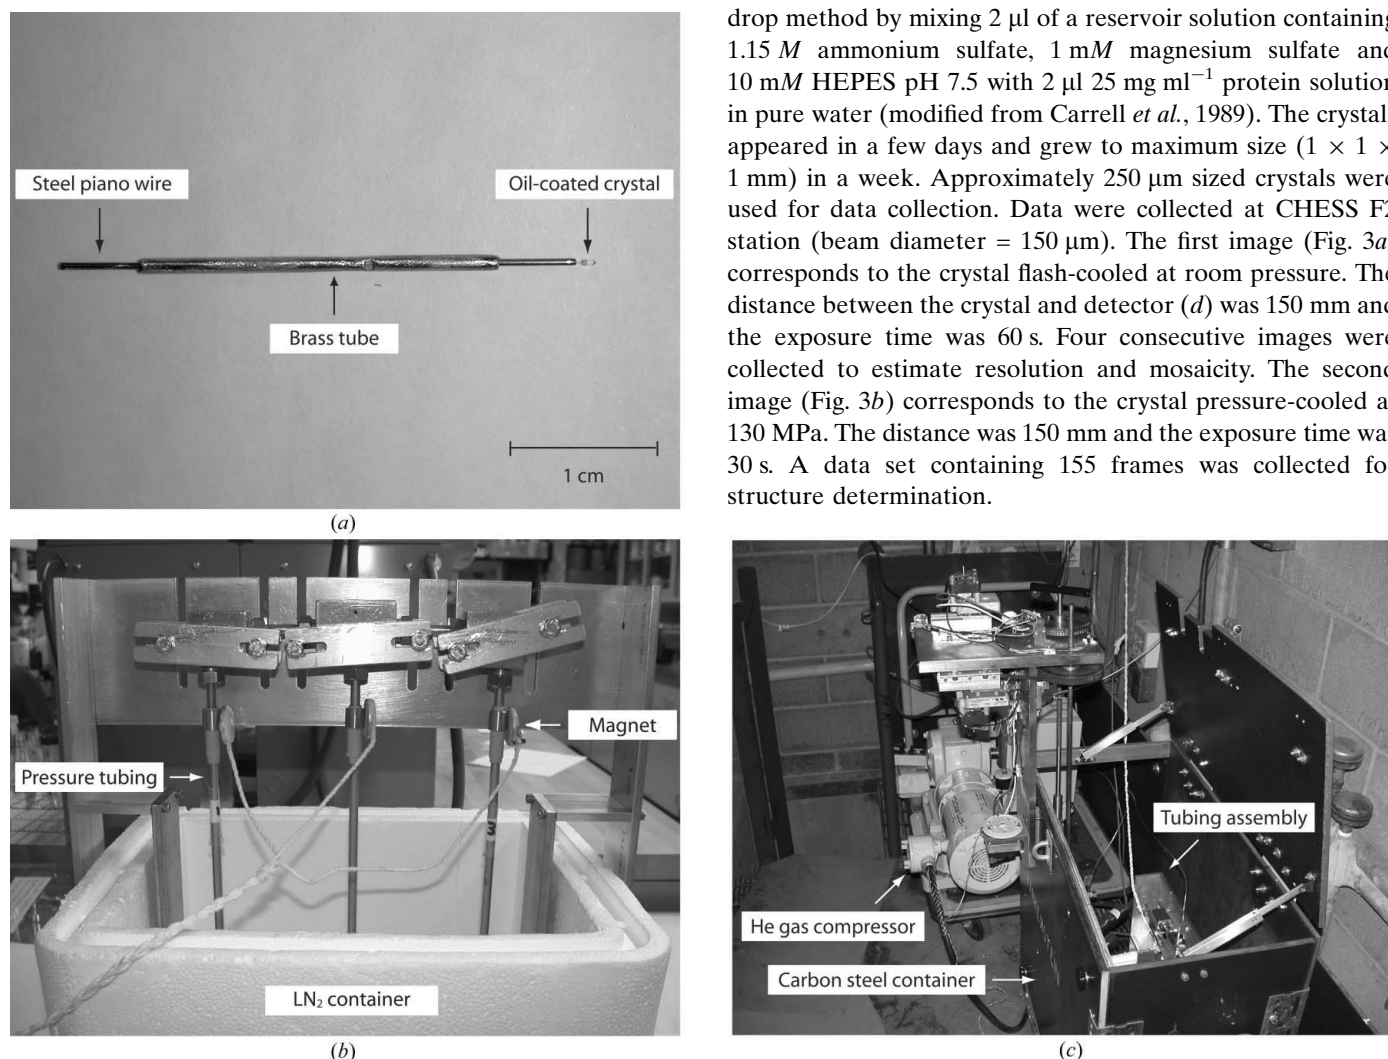 Steel piano wire
Oil-coated crystal
Brass tube
1 cm
(a)
drop method by mixing 2 µl of a reservoir solution containing
1.15 M ammonium sulfate, 1 mM magnesium sulfate and
10 mM HEPES pH 7.5 with 2 µl 25 mg ml⁻¹ protein solution
in pure water (modified from Carrell et al., 1989). The crystal
appeared in a few days and grew to maximum size (1 × 1 ×
1 mm) in a week. Approximately 250 µm sized crystals were
used for data collection. Data were collected at CHESS F2
station (beam diameter = 150 µm). The first image (Fig. 3a
corresponds to the crystal flash-cooled at room pressure. The
distance between the crystal and detector (d) was 150 mm and
the exposure time was 60 s. Four consecutive images were
collected to estimate resolution and mosaicity. The second
image (Fig. 3b) corresponds to the crystal pressure-cooled a
130 MPa. The distance was 150 mm and the exposure time wa
30 s. A data set containing 155 frames was collected fo
structure determination.
Magnet
Pressure tubing
3
LN₂ container
(b)
Tubing assembly
He gas compressor
Carbon steel container
(c)